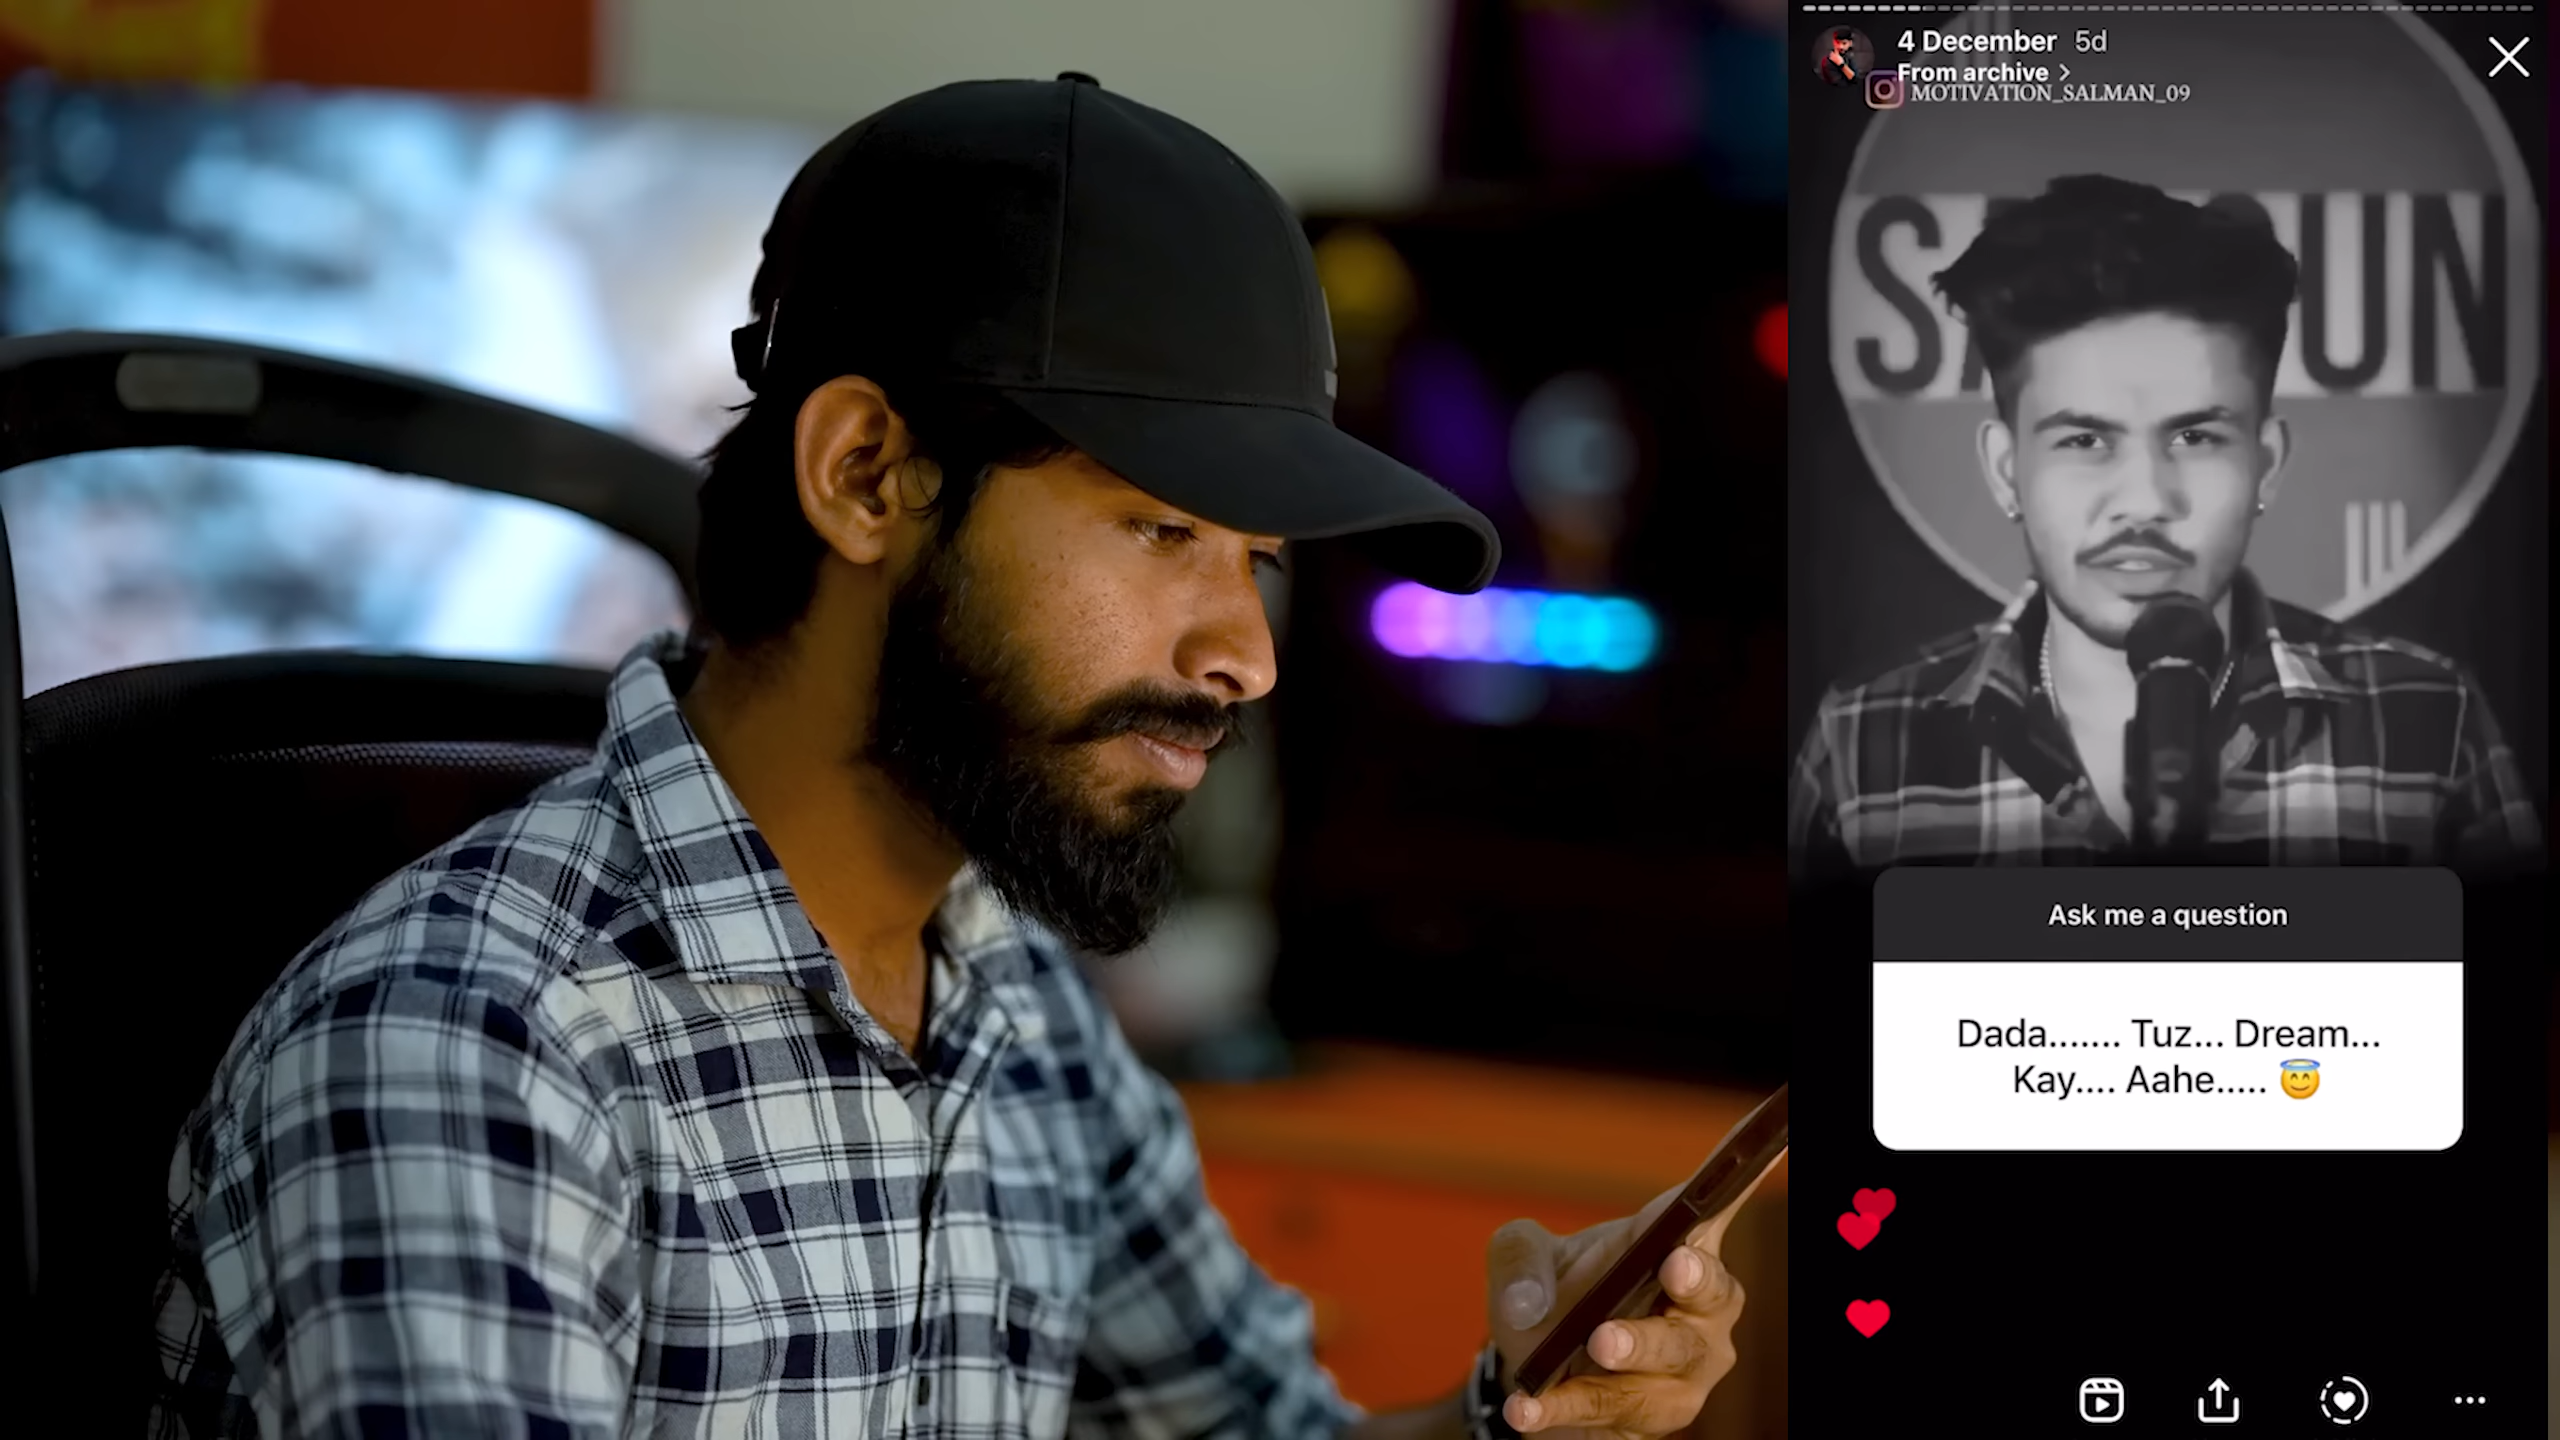 4 December 5d
From archive >
MOTIVATION_SALMAN_09
Ask me a question
Dada....... Tuz... Dream...
Kay.... Aahe..... 😇